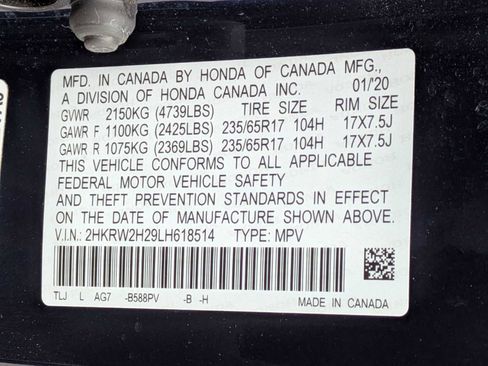 MFD. IN CANADA BY HONDA OF CANADA MFG.,
A DIVISION OF HONDA CANADA INC. 01/'20
GVWR 2150KG (4739LBS) TIRE SIZE RIM SIZE
GAWR F 1100KG (2425LBS) 235/65R17 104H 17X7.5J
GAWR R 1075KG (2369LBS) 235/65R17 104H 17X7.5J
THIS VEHICLE CONFORMS TO ALL APPLICABLE
FEDERAL MOTOR VEHICLE SAFETY
AND THEFT PREVENTION STANDARDS IN EFFECT
ON THE DATE OF MANUFACTURE SHOWN ABOVE.
V.I.N.: 2HKRW2H29LH618514 TYPE: MPV
TLJ L AG7 -B588PV -B -H
MADE IN CANADA